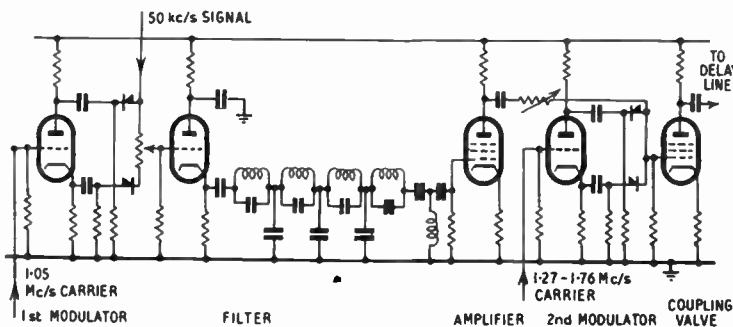 50 kc/s SIGNAL
TO
DELAY
LINE
1·05
Mc/s CARRIER
1st MODULATOR
FILTER
AMPLIFIER
1·27–1·76 Mc/s
CARRIER
2nd MODULATOR
COUPLING
VALVE